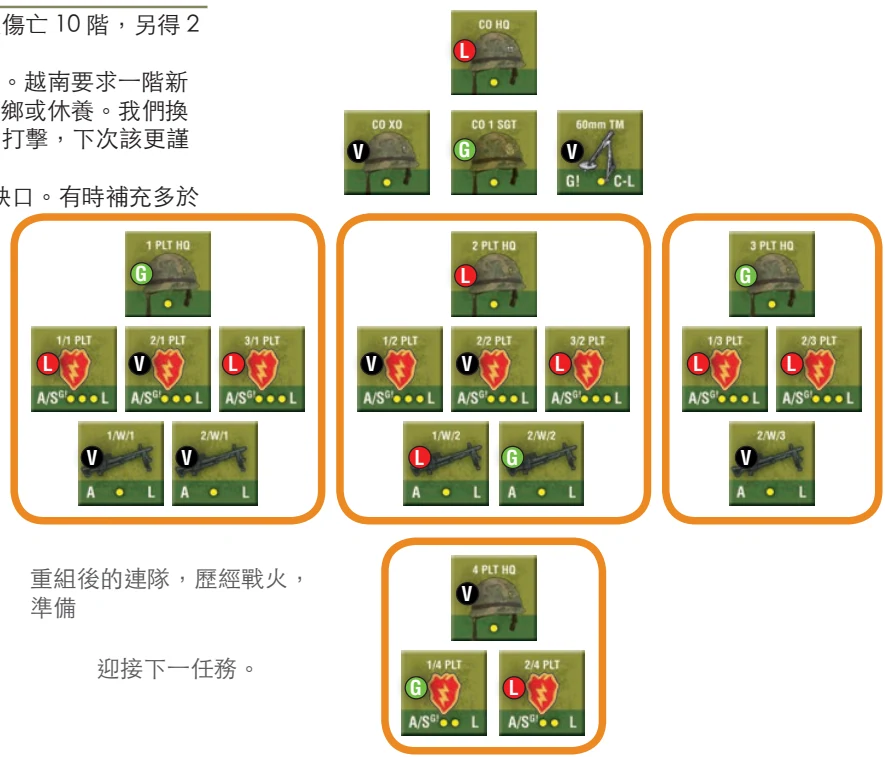 傷亡 10 階，另得 2
。越南要求一階新
鄉或休養。我們換
打擊，下次該更謹
缺口。有時補充多於
CO HQ
L
CO XO
V
CO 1 SGT
G
60mm TM
V
G! C-L
1 PLT HQ
G
1/1 PLT
L
A/S G! L
2/1 PLT
V
A/S G! L
3/1 PLT
L
A/S G! L
1/W/1
V
A L
2/W/1
V
A L
2 PLT HQ
L
1/2 PLT
V
A/S G! L
2/2 PLT
V
A/S G! L
3/2 PLT
L
A/S G! L
1/W/2
L
A L
2/W/2
G
A L
3 PLT HQ
G
1/3 PLT
L
A/S G! L
2/3 PLT
L
A/S G! L
2/W/3
V
A L
重組後的連隊，歷經戰火，
準備
迎接下一任務。
4 PLT HQ
V
1/4 PLT
G
A/S G! L
2/4 PLT
L
A/S G! L